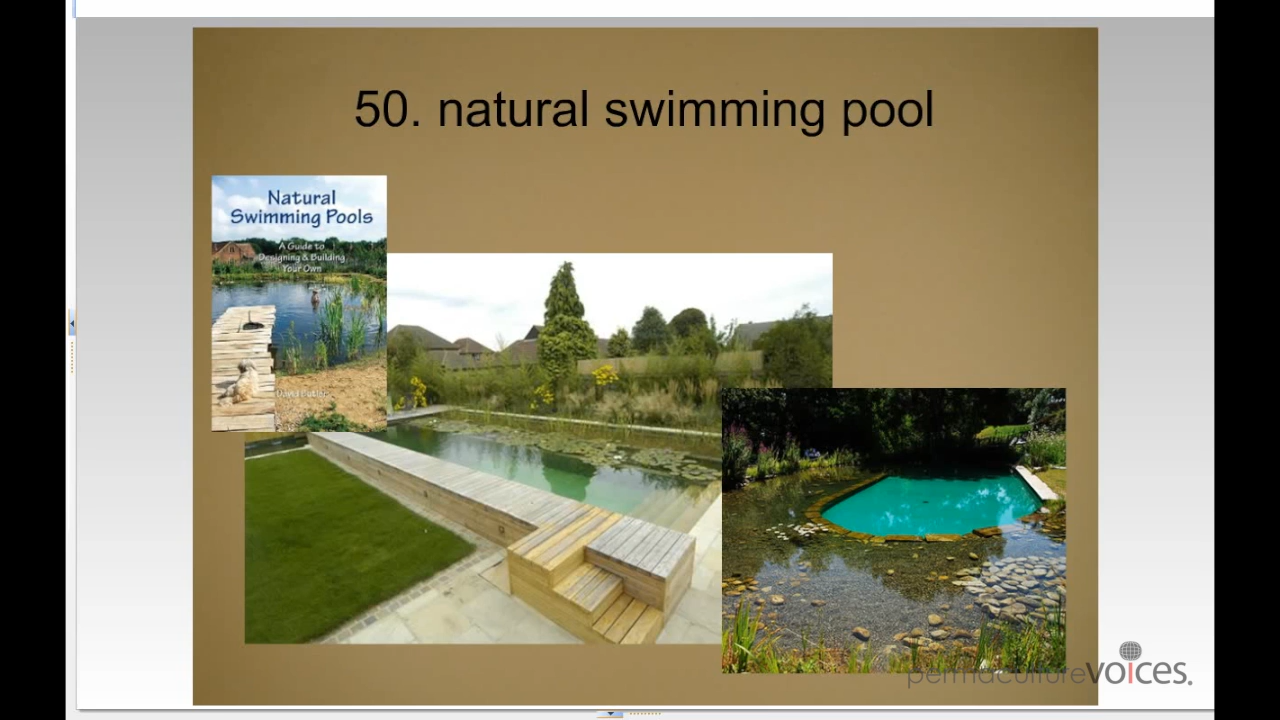 50. natural swimming pool
Natural
Swimming Pools
A Guide to
Designing & Building
Your Own
permaculturevoices.